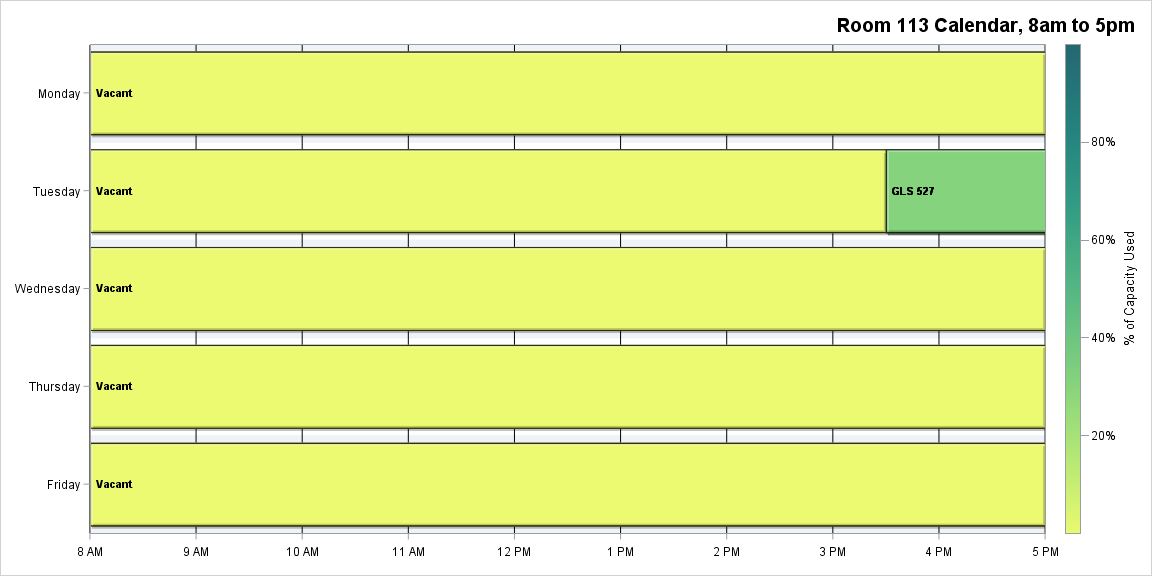 Room 113 Calendar, 8am to 5pm
Monday
Vacant
Tuesday
Vacant
GLS 527
Wednesday
Vacant
Thursday
Vacant
Friday
Vacant
8 AM 9 AM 10 AM 11 AM 12 PM 1 PM 2 PM 3 PM 4 PM 5 PM
80%
60%
40%
20%
% of Capacity Used